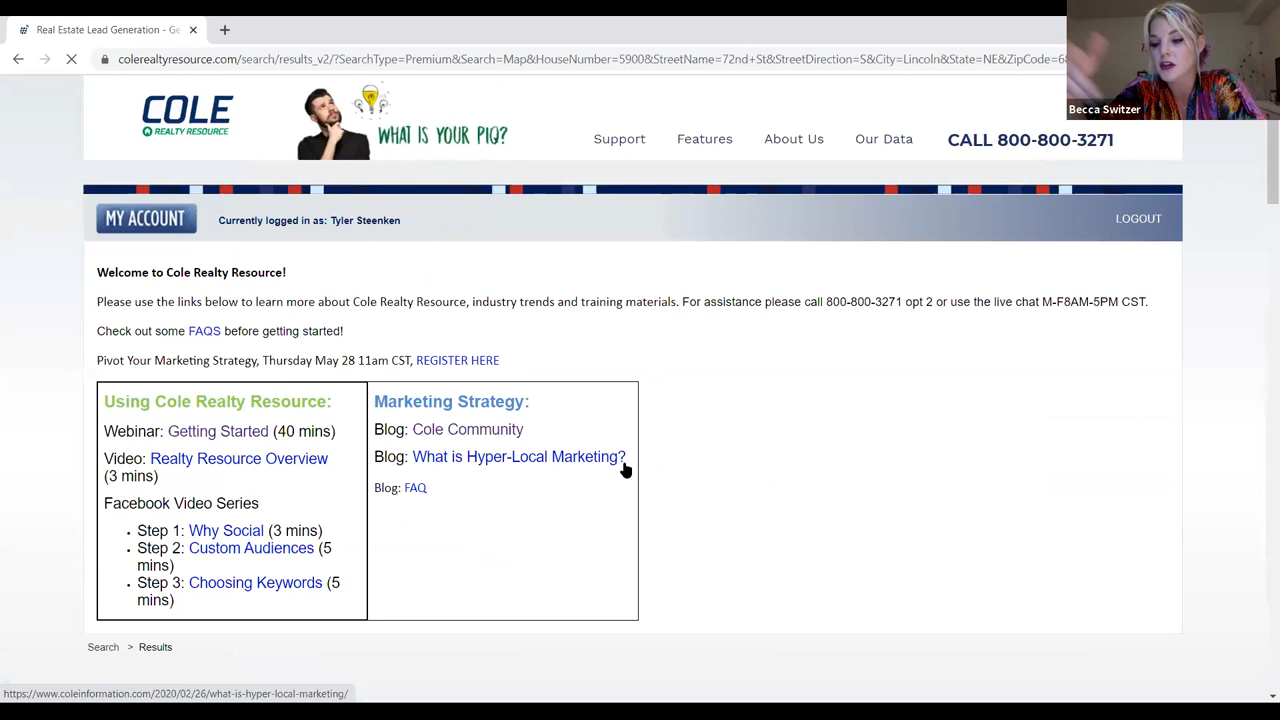 Real Estate Lead Generation - Ge
colerealtyresource.com/search/results_v2/?SearchType=Premium&Search=Map&HouseNumber=5900&StreetName=72nd+St&StreetDirection=S&City=Lincoln&State=NE&ZipCode=6
Becca Switzer
COLE
REALTY RESOURCE
WHAT IS YOUR PIQ?
Support
Features
About Us
Our Data
CALL 800-800-3271
MY ACCOUNT
Currently logged in as: Tyler Steenken
LOGOUT
Welcome to Cole Realty Resource!
Please use the links below to learn more about Cole Realty Resource, industry trends and training materials. For assistance please call 800-800-3271 opt 2 or use the live chat M-F8AM-5PM CST.
Check out some FAQS before getting started!
Pivot Your Marketing Strategy, Thursday May 28 11am CST, REGISTER HERE
Using Cole Realty Resource:
Webinar: Getting Started (40 mins)
Video: Realty Resource Overview
(3 mins)
Facebook Video Series
• Step 1: Why Social (3 mins)
• Step 2: Custom Audiences (5
mins)
• Step 3: Choosing Keywords (5
mins)
Marketing Strategy:
Blog: Cole Community
Blog: What is Hyper-Local Marketing?
Blog: FAQ
Search > Results
https://www.coleinformation.com/2020/02/26/what-is-hyper-local-marketing/